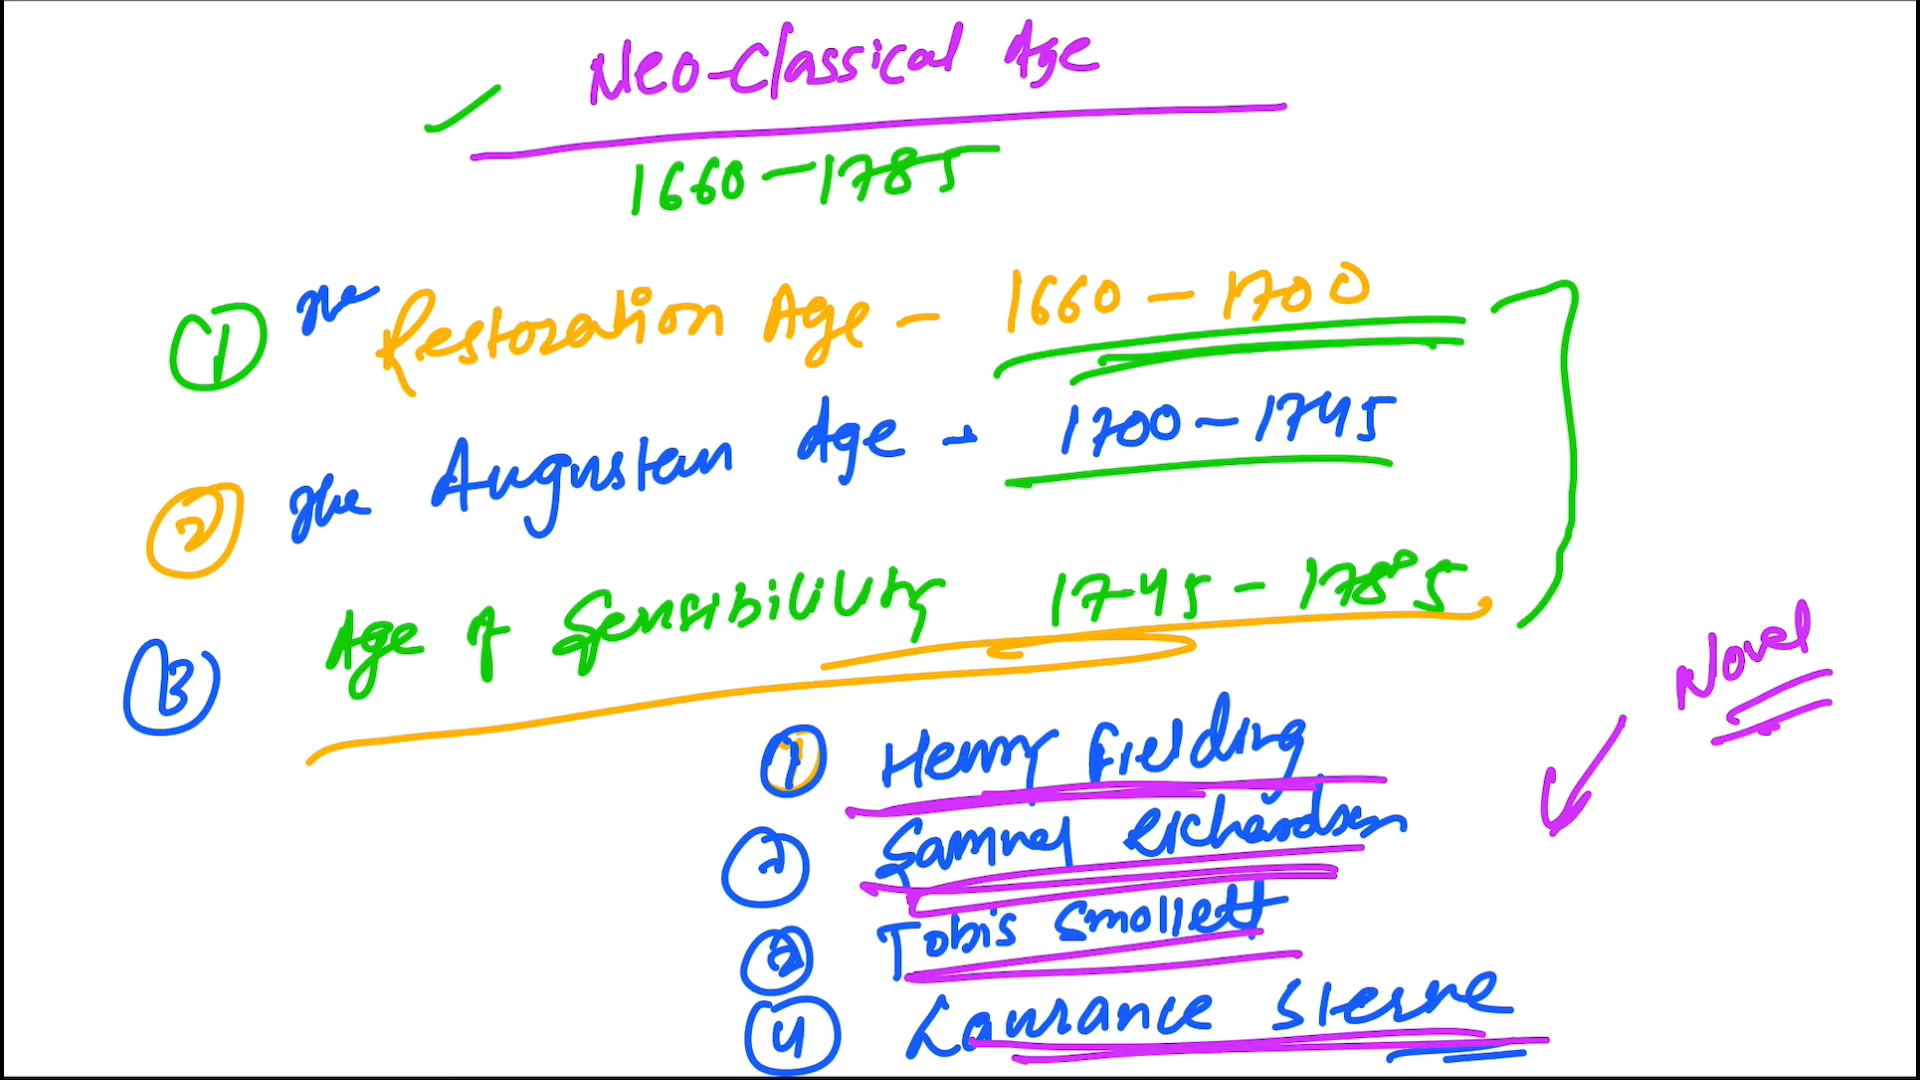 Neo-Classical Age
1660-1785
1 The Restoration Age - 1660-1700
2 The Augustan Age - 1700-1745
3 Age of Sensibility 1745-1785
Novel
1 Henry Fielding
2 Samuel Richardson
3 Tobis Smollett
4 Laurance Sterne